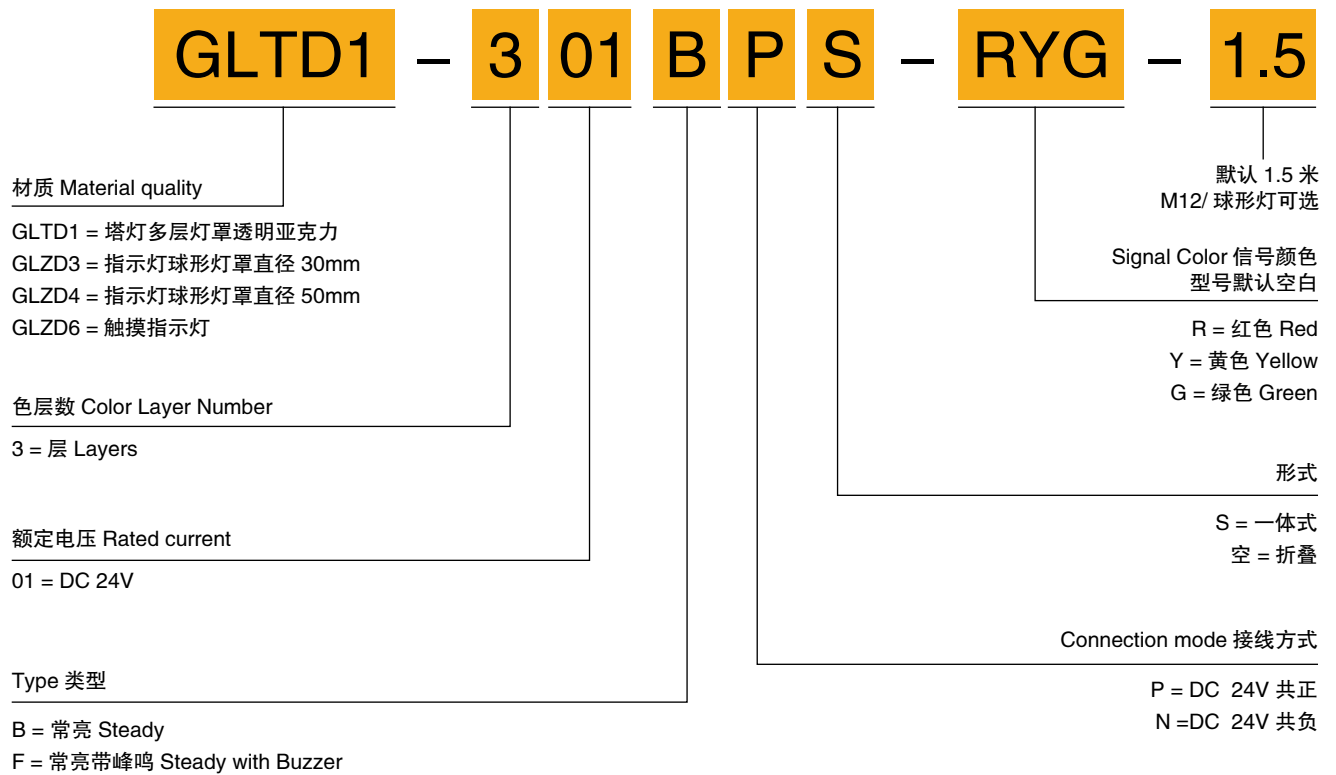 GLTD1 – 3 01 B P S – RYG – 1.5
材质 Material quality
GLTD1 = 塔灯多层灯罩透明亚克力
GLZD3 = 指示灯球形灯罩直径 30mm
GLZD4 = 指示灯球形灯罩直径 50mm
GLZD6 = 触摸指示灯
色层数 Color Layer Number
3 = 层 Layers
额定电压 Rated current
01 = DC 24V
Type 类型
B = 常亮 Steady
F = 常亮带峰鸣 Steady with Buzzer
默认 1.5 米
M12/ 球形灯可选
Signal Color 信号颜色
型号默认空白
R = 红色 Red
Y = 黄色 Yellow
G = 绿色 Green
形式
S = 一体式
空 = 折叠
Connection mode 接线方式
P = DC 24V 共正
N =DC 24V 共负